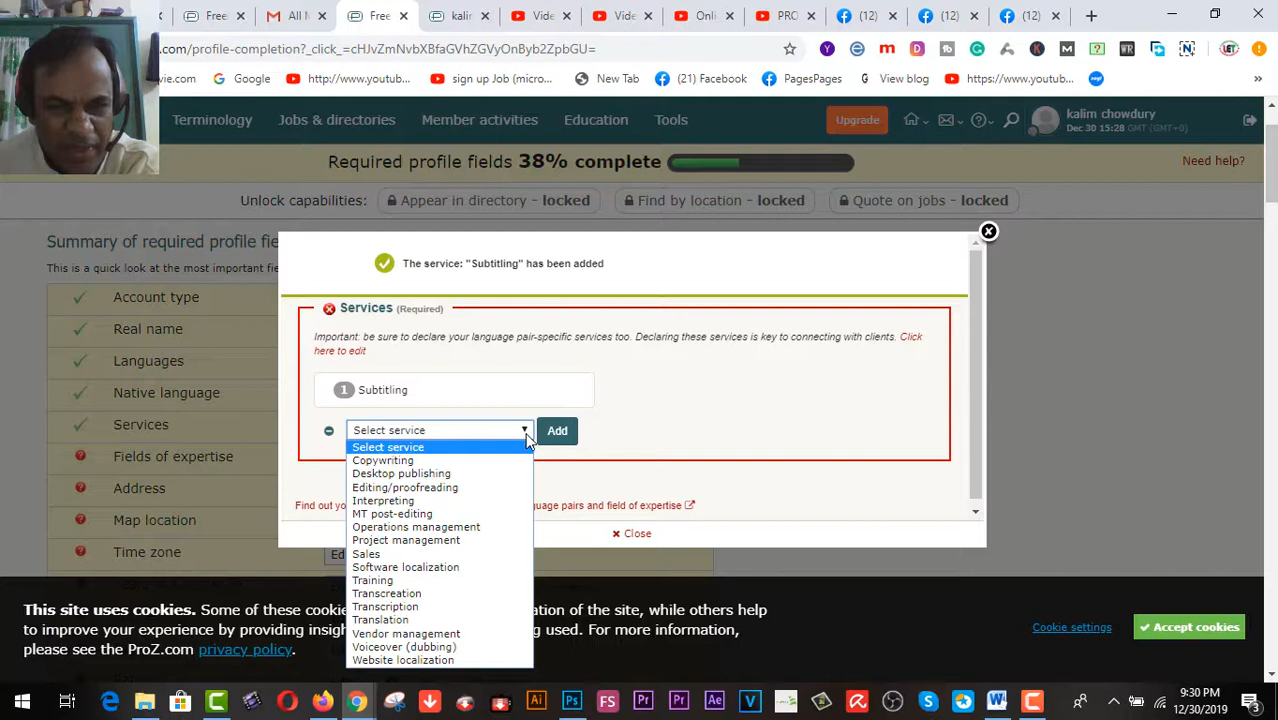 Free
All M
Free
kalir
Vide
Vide
Onli
PRO
(12)
(12)
(12)
.com/profile-completion?_click_=cHJvZmNvbXBfaGVhZGVyOnByb2ZpbGU=
vie.com
Google
http://www.youtub...
sign up Job (micro...
New Tab
(21) Facebook
PagesPages
View blog
https://www.youtub...
Terminology
Jobs & directories
Member activities
Education
Tools
Upgrade
kalim chowdury
Dec 30 15:28 GMT (GMT+0)
Required profile fields 38% complete
Need help?
Unlock capabilities:
Appear in directory - locked
Find by location - locked
Quote on jobs - locked
Summary of required profile fie
This is a quick look at the most important fie
Account type
Real name
Languages
Native language
Services
Fields of expertise
Address
Map location
Time zone
Ed
The service: "Subtitling" has been added
Services (Required)
Important: be sure to declare your language pair-specific services too. Declaring these services is key to connecting with clients. Click
here to edit
1 Subtitling
Select service
Add
Select service
Copywriting
Desktop publishing
Editing/proofreading
Interpreting
MT post-editing
Operations management
Project management
Sales
Software localization
Training
Transcreation
Transcription
Translation
Vendor management
Voiceover (dubbing)
Website localization
Find out you
guage pairs and field of expertise
Close
This site uses cookies. Some of these cookie
tion of the site, while others help
to improve your experience by providing insigh
ng used. For more information,
please see the ProZ.com privacy policy.
Cookie settings
Accept cookies
9:30 PM
12/30/2019